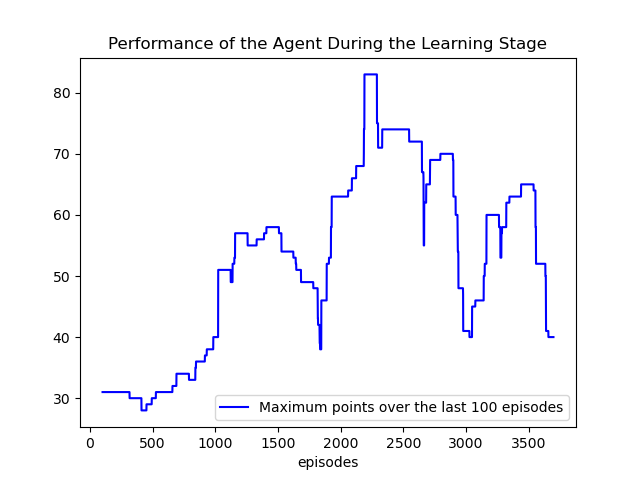 Performance of the Agent During the Learning Stage
80
70
60
50
40
30
Maximum points over the last 100 episodes
0 500 1000 1500 2000 2500 3000 3500
episodes